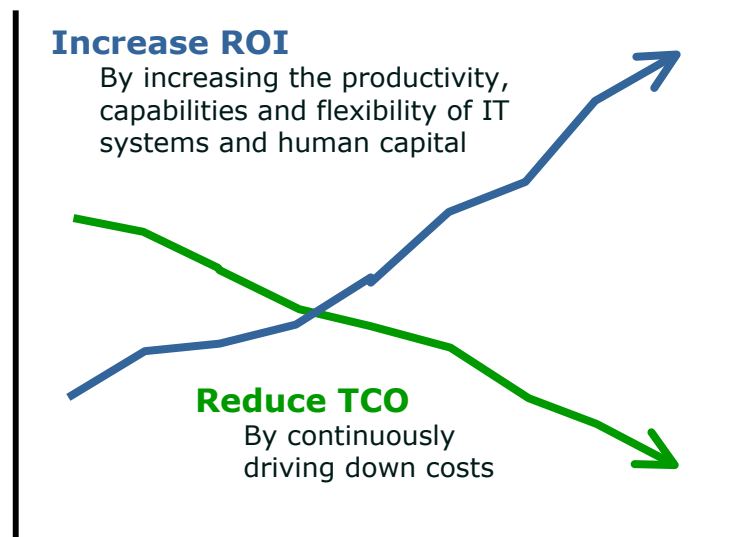 Increase ROI
By increasing the productivity,
capabilities and flexibility of IT
systems and human capital
Reduce TCO
By continuously
driving down costs